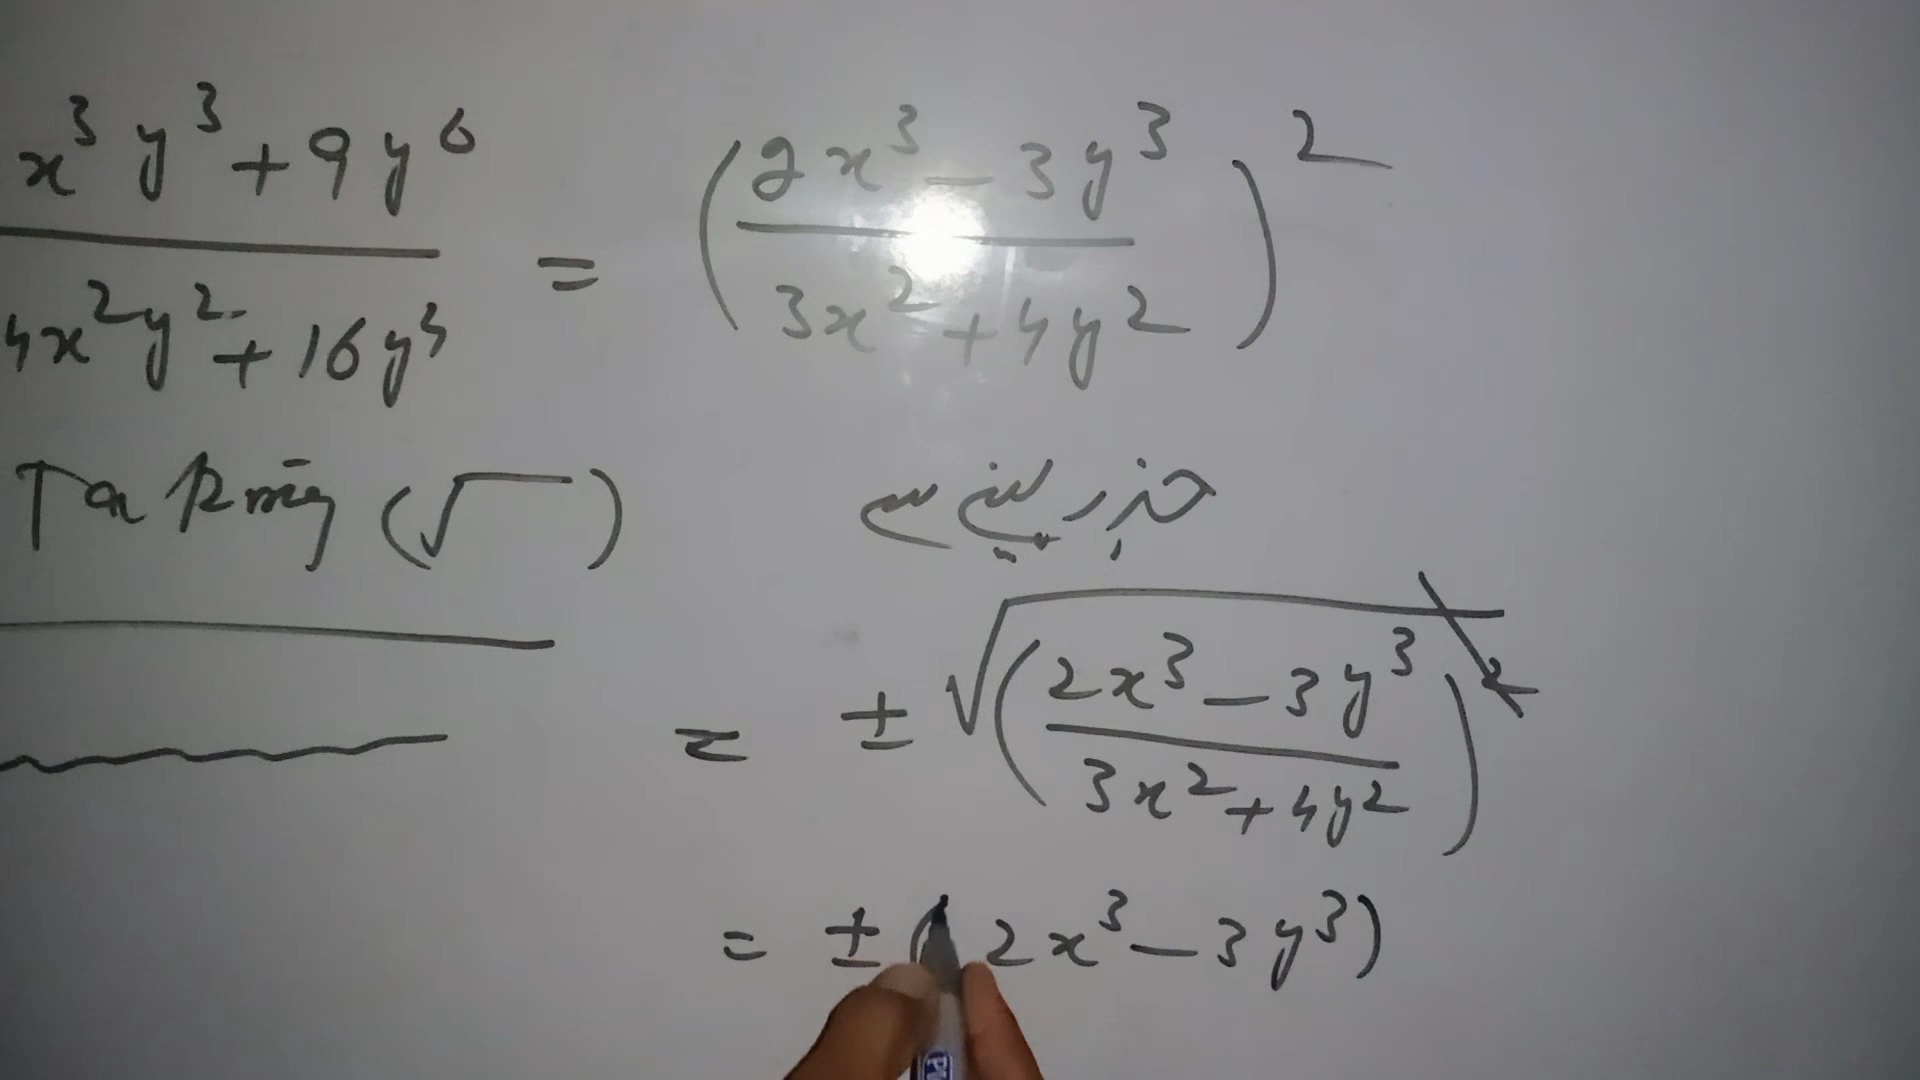 x³y³ + 9y⁶ = (2x³ – 3y³ / 3x² + 4y²)²
4x²y² + 16y⁴
Taking (√ ) جزر لینے سے
= ± √(2x³ – 3y³ / 3x² + 4y²)²
= ± (2x³ – 3y³)